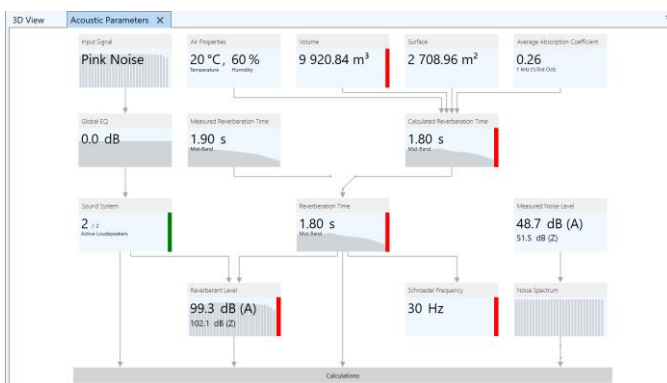 3D View
Acoustic Parameters X
Input Signal
Pink Noise
Air Properties
20 °C, 60 %
Temperature Humidity
Volume
9 920.84 m³
Surface
2 708.96 m²
Average Absorption Coefficient
0.26
1 kHz (1/3rd Oct)
Global EQ
0.0 dB
Measured Reverberation Time
1.90 s
Mid-Band
Calculated Reverberation Time
1.80 s
Mid-Band
Sound System
2 / 2
Active Loudspeakers
Reverberation Time
1.80 s
Mid-Band
Measured Noise Level
48.7 dB (A)
51.5 dB (Z)
Reverberant Level
99.3 dB (A)
102.1 dB (Z)
Schroeder Frequency
30 Hz
Noise Spectrum
Calculations